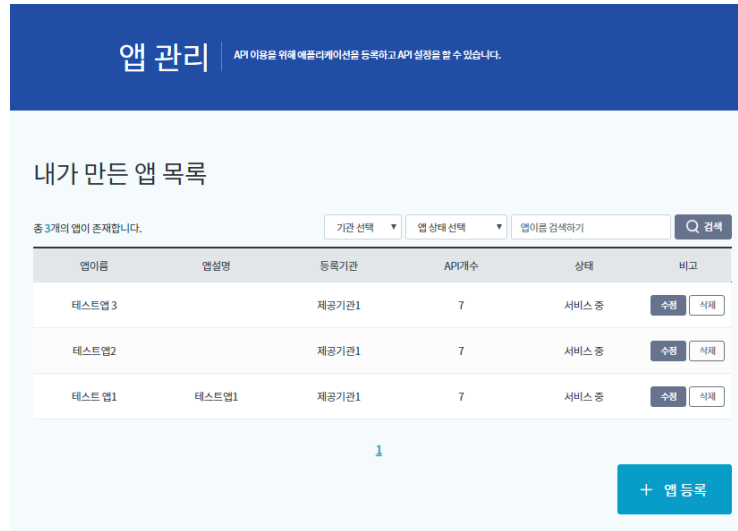 앱 관리
API 이용을 위해 애플리케이션을 등록하고 API 설정을 할 수 있습니다.
내가 만든 앱 목록
총 3개의 앱이 존재합니다. 기관 선택 ▼ 앱 상태 선택 ▼ 앱이름 검색하기 검색
앱이름 앱설명 등록기관 API개수 상태 비고
테스트앱 3 제공기관1 7 서비스 중 수정 삭제
테스트앱2 제공기관1 7 서비스 중 수정 삭제
테스트 앱1 테스트앱1 제공기관1 7 서비스 중 수정 삭제
1
+ 앱 등록